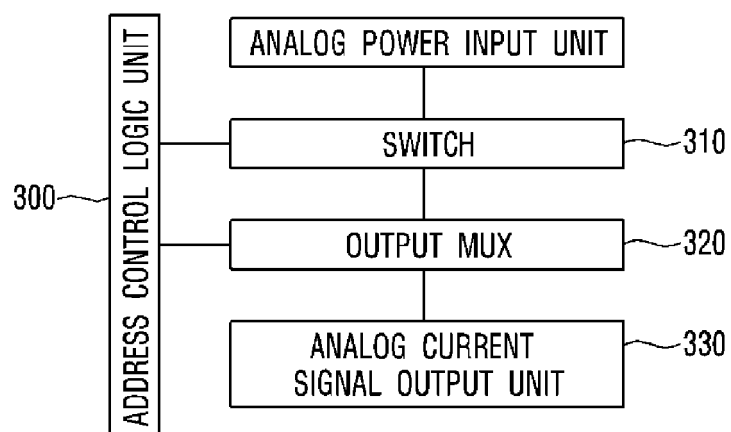 ADDRESS CONTROL LOGIC UNIT
300
ANALOG POWER INPUT UNIT
SWITCH
310
OUTPUT MUX
320
ANALOG CURRENT
SIGNAL OUTPUT UNIT
330